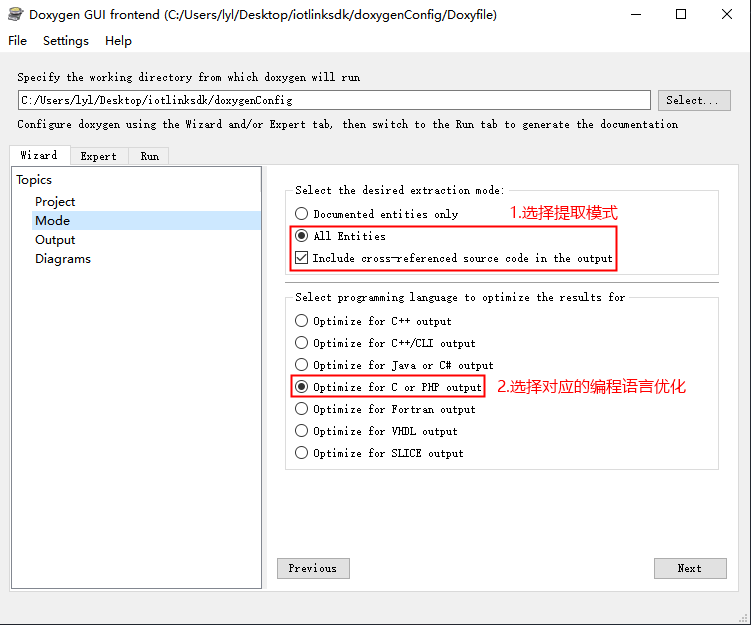 Doxygen GUI frontend (C:/Users/lyl/Desktop/iotlinksdk/doxygenConfig/Doxyfile)
File Settings Help
Specify the working directory from which doxygen will run
C:/Users/lyl/Desktop/iotlinksdk/doxygenConfig
Select...
Configure doxygen using the Wizard and/or Expert tab, then switch to the Run tab to generate the documentation
Wizard Expert Run
Topics
Project
Mode
Output
Diagrams
Select the desired extraction mode:
Documented entities only
1.选择提取模式
All Entities
Include cross-referenced source code in the output
Select programming language to optimize the results for
Optimize for C++ output
Optimize for C++/CLI output
Optimize for Java or C# output
Optimize for C or PHP output
2.选择对应的编程语言优化
Optimize for Fortran output
Optimize for VHDL output
Optimize for SLICE output
Previous
Next